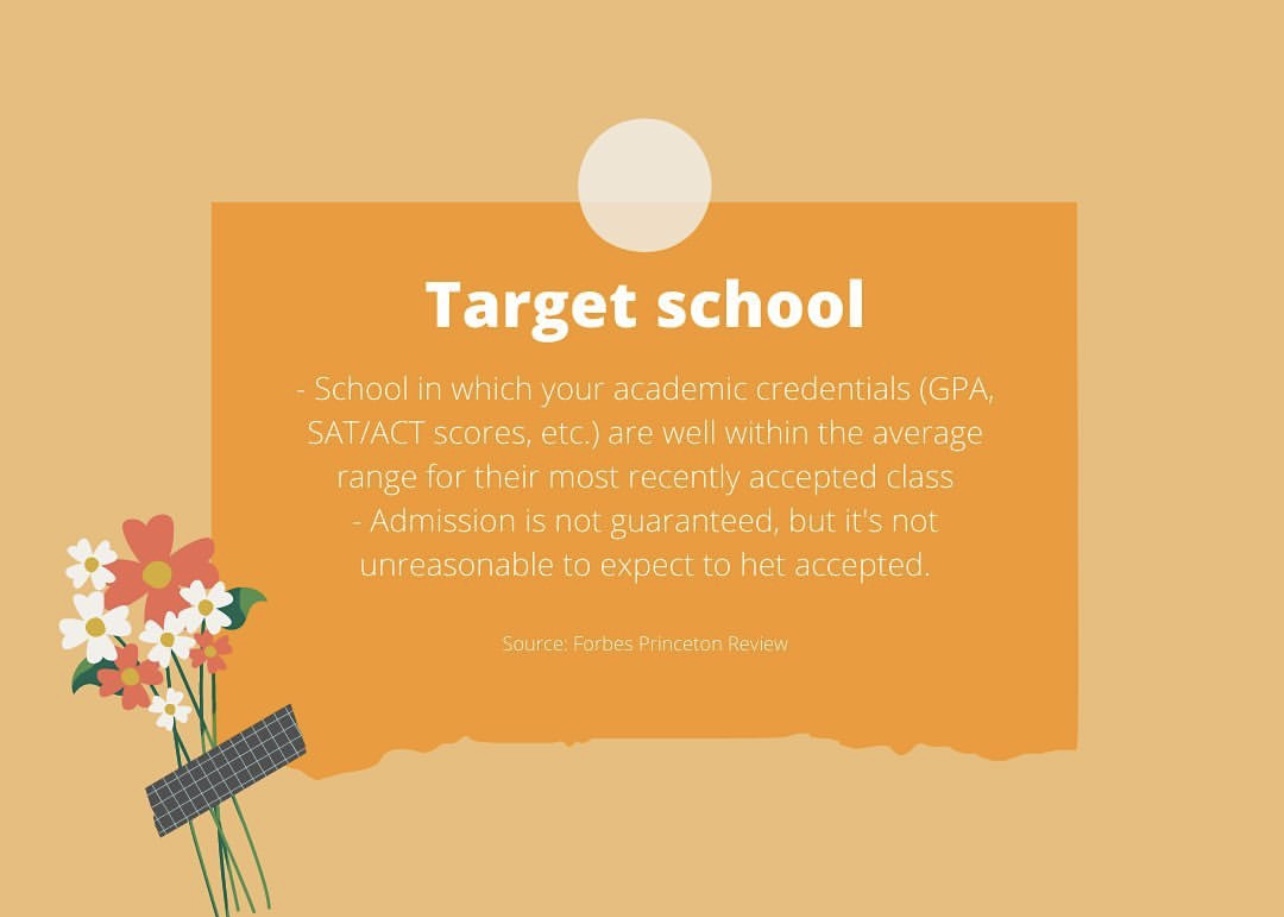 Target school
- School in which your academic credentials (GPA,
SAT/ACT scores, etc.) are well within the average
range for their most recently accepted class
- Admission is not guaranteed, but it's not
unreasonable to expect to het accepted.
Source: Forbes Princeton Review